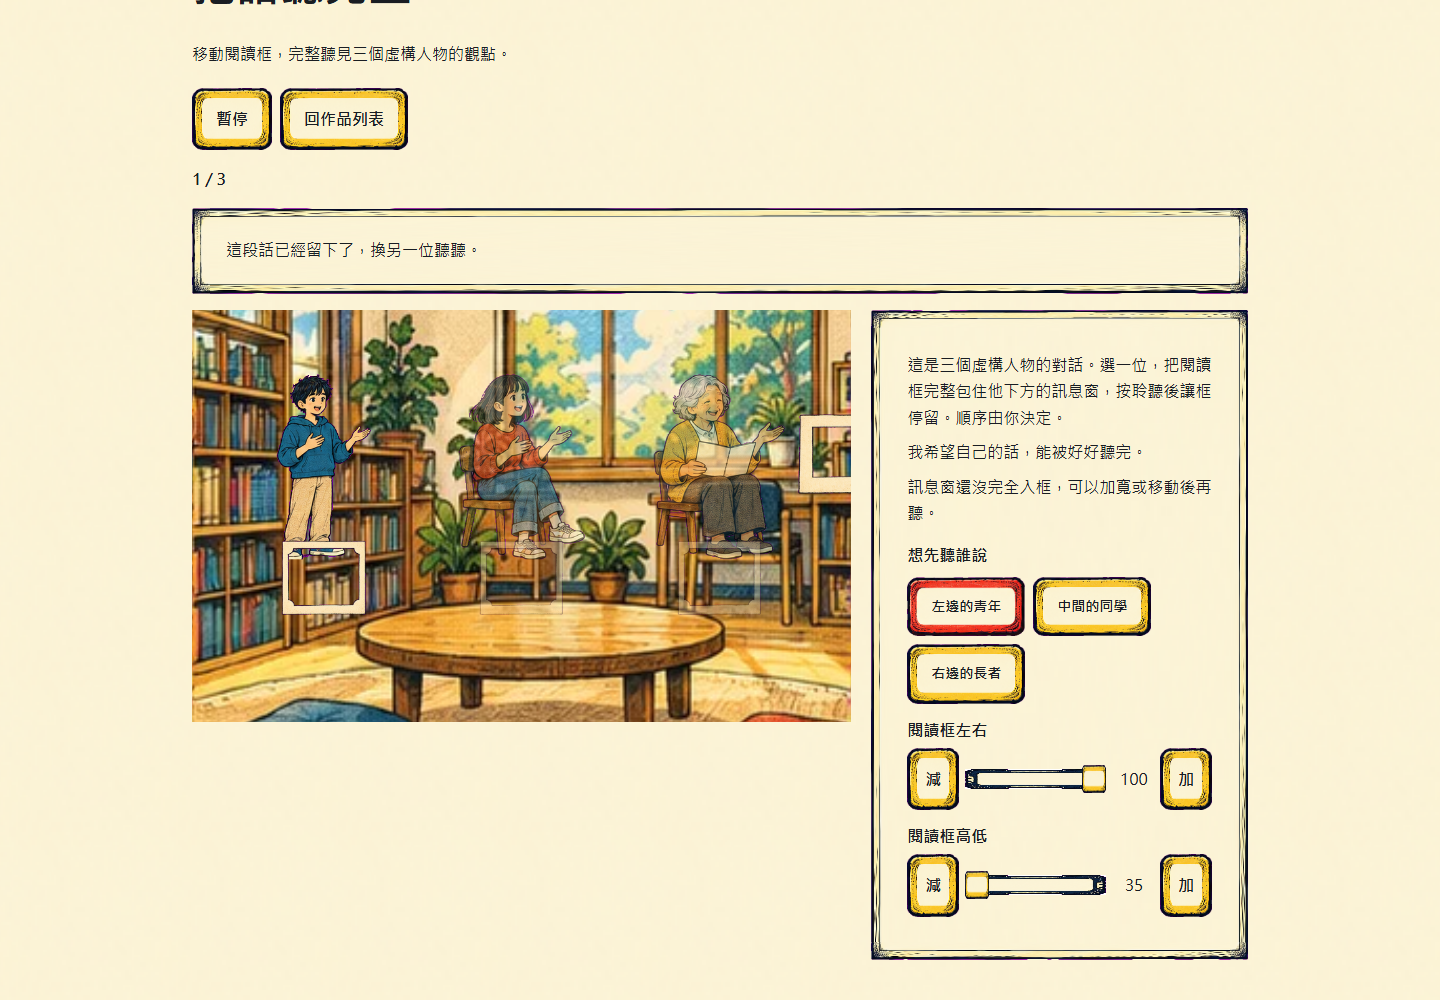 移動閱讀框，完整聽見三個虛構人物的觀點。
暫停
回作品列表
1 / 3
這段話已經留下了，換另一位聽聽。
這是三個虛構人物的對話。選一位，把閱讀
框完整包住他下方的訊息窗，按聆聽後讓框
停留。順序由你決定。
我希望自己的話，能被好好聽完。
訊息窗還沒完全入框，可以加寬或移動後再
聽。
想先聽誰說
左邊的青年
中間的同學
右邊的長者
閱讀框左右
減
100
加
閱讀框高低
減
35
加